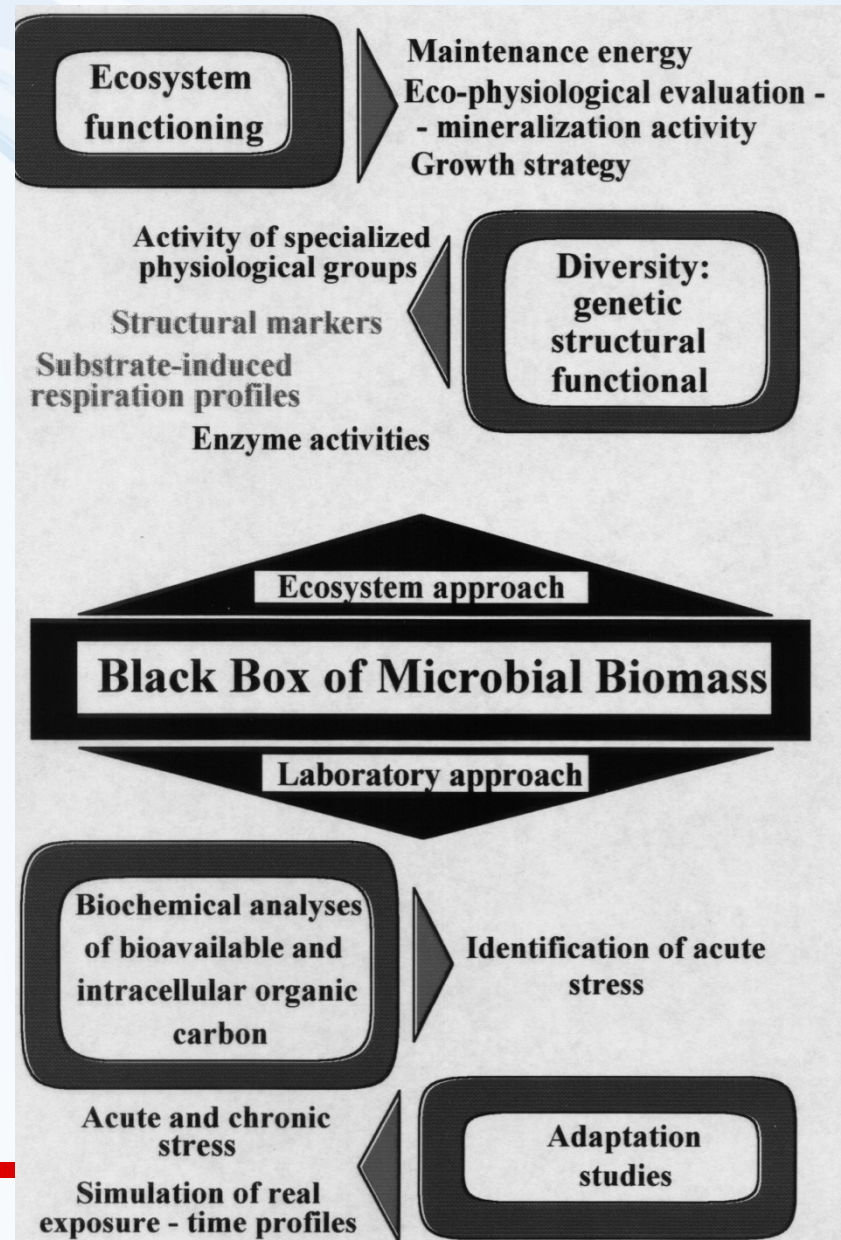 Ecosystem
functioning
Maintenance energy
Eco-physiological evaluation -
- mineralization activity
Growth strategy
Activity of specialized
physiological groups
Structural markers
Substrate-induced
respiration profiles
Enzyme activities
Diversity:
genetic
structural
functional
Ecosystem approach
Black Box of Microbial Biomass
Laboratory approach
Biochemical analyses
of bioavailable and
intracellular organic
carbon
Identification of acute
stress
Acute and chronic
stress
Simulation of real
exposure - time profiles
Adaptation
studies